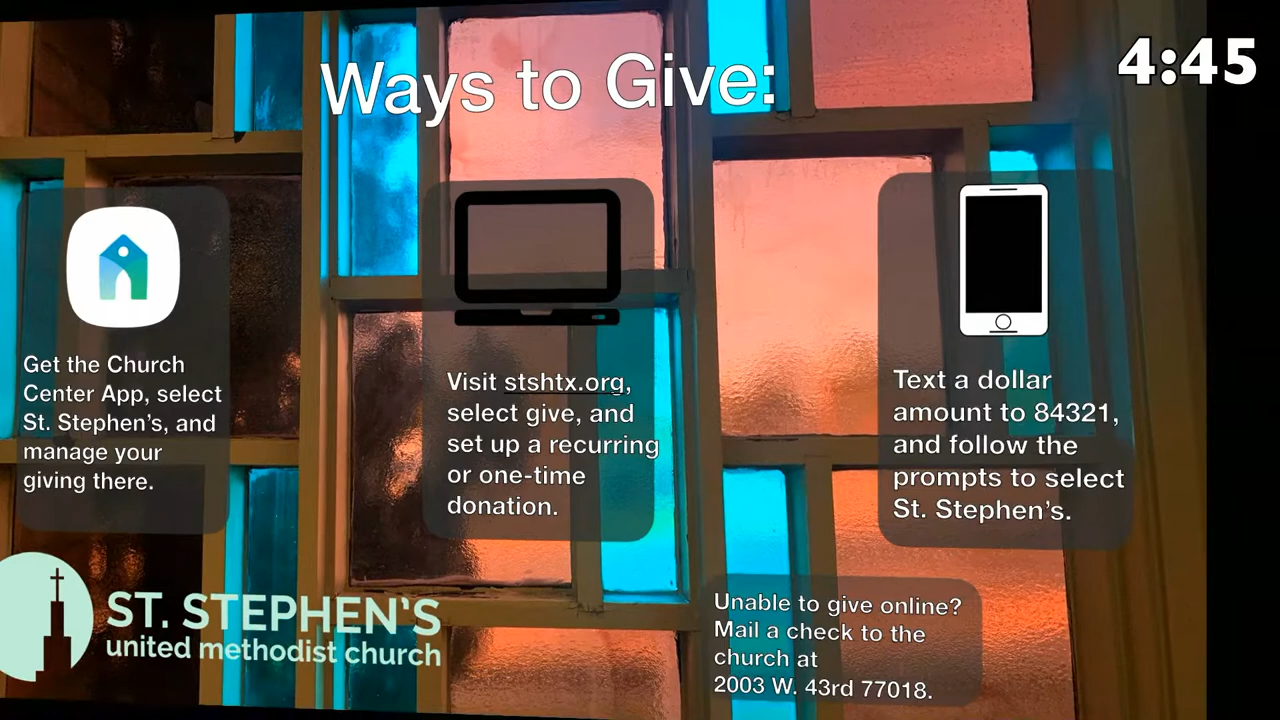 Ways to Give:
4:45
Get the Church
Center App, select
St. Stephen's, and
manage your
giving there.
Visit stshtx.org,
select give, and
set up a recurring
or one-time
donation.
Text a dollar
amount to 84321,
and follow the
prompts to select
St. Stephen's.
ST. STEPHEN'S
united methodist church
Unable to give online?
Mail a check to the
church at
2003 W. 43rd 77018.